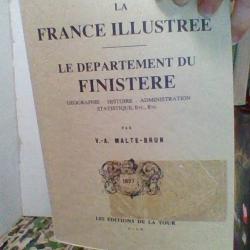 LA
FRANCE ILLUSTREE
LE DEPARTEMENT DU
FINISTERE
GEOGRAPHIE - HISTOIRE - ADMINISTRATION
STATISTIQUE, Etc., Etc.
PAR
V.-A. MALTE-BRUN
LES EDITIONS DE LA TOUR